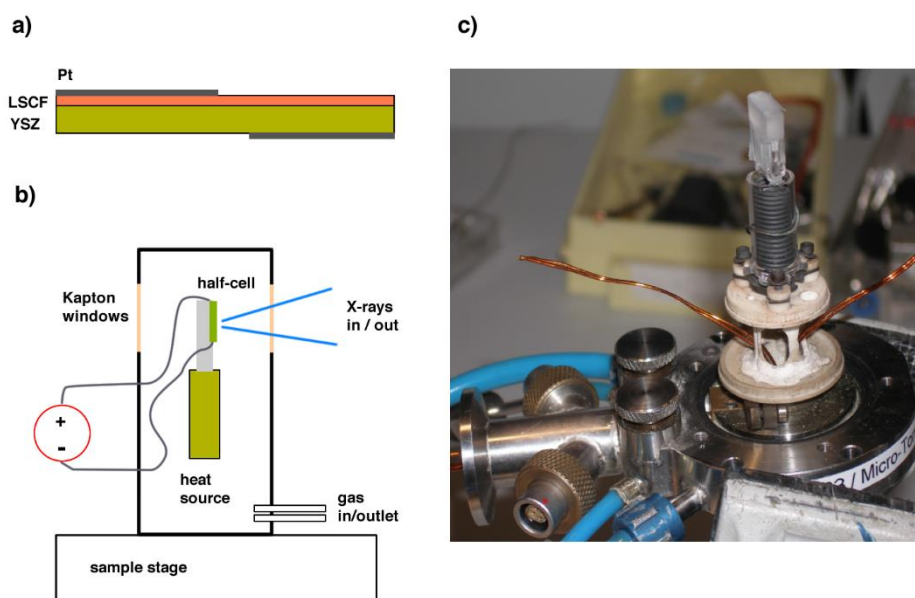 a)
Pt
LSCF
YSZ
b)
Kapton
windows
half-cell
X-rays
in / out
+
-
heat
source
gas
in/outlet
sample stage
c)
/ Micro-To